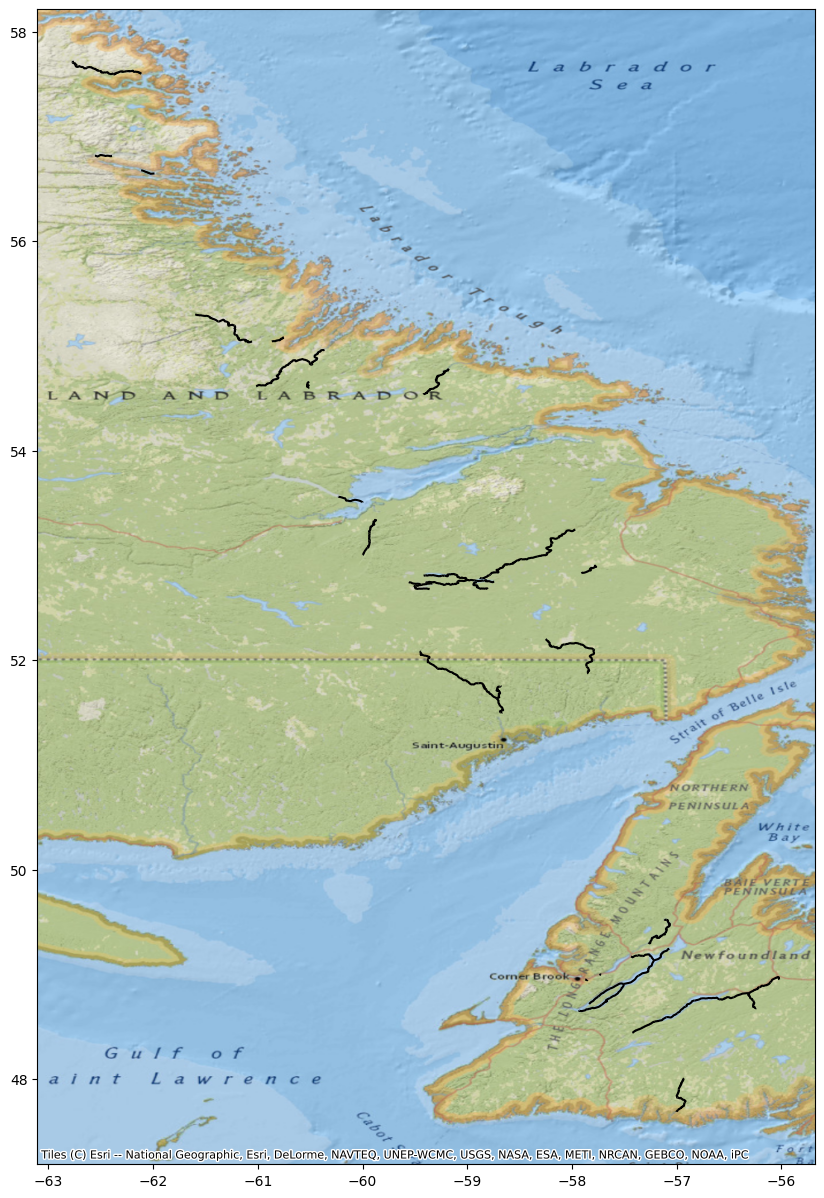 58
56
54
52
50
48
Labrador
Sea
Labrador Trough
LAND AND LABRADOR
Strait of Belle Isle
Saint-Augustin
NORTHERN
PENINSULA
White
Bay
BAIE VERTE
PENINSULA
THE LONG RANGE MOUNTAINS
Newfoundland
Corner Brook
Gulf of
aint Lawrence
Cabot S
Fort
Tiles (C) Esri -- National Geographic, Esri, DeLorme, NAVTEQ, UNEP-WCMC, USGS, NASA, ESA, METI, NRCAN, GEBCO, NOAA, iPC
−63 −62 −61 −60 −59 −58 −57 −56